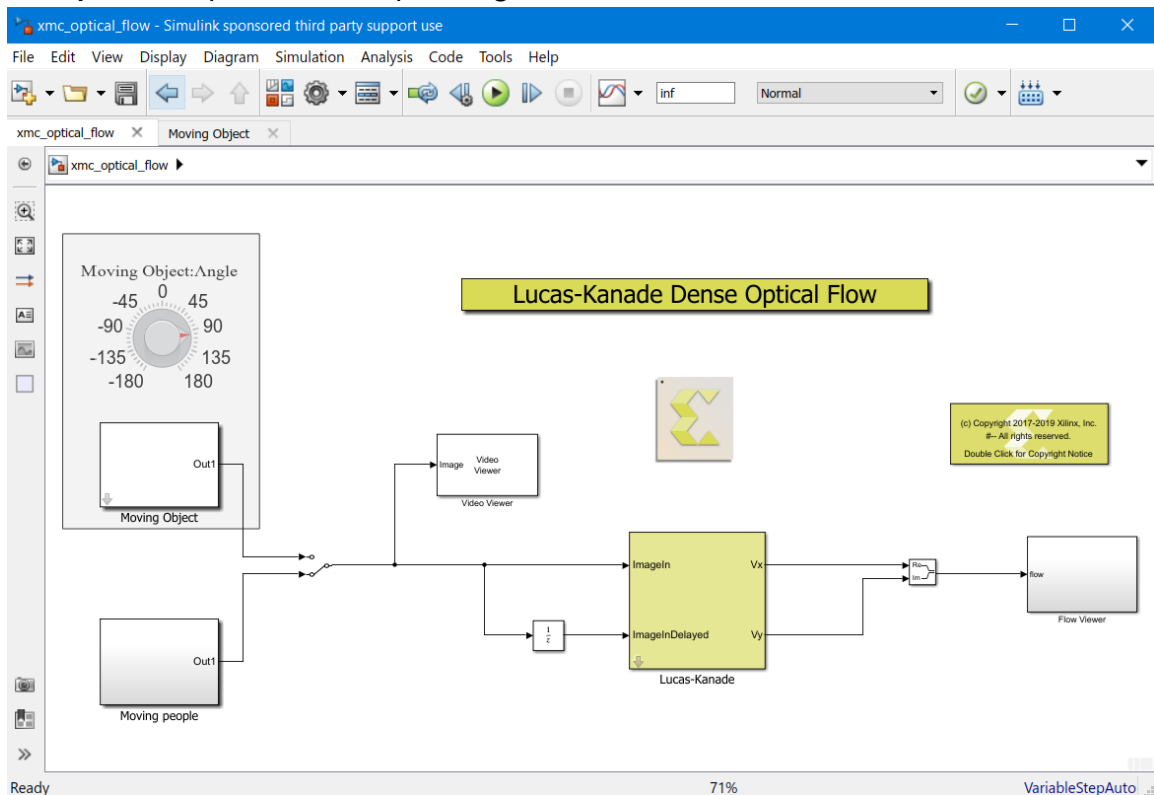 xmc_optical_flow - Simulink sponsored third party support use
File Edit View Display Diagram Simulation Analysis Code Tools Help
inf
Normal
xmc_optical_flow
Moving Object
xmc_optical_flow
Moving Object:Angle
0
-45 45
-90 90
-135 135
-180 180
Lucas-Kanade Dense Optical Flow
(c) Copyright 2017-2019 Xilinx, Inc.
#-- All rights reserved.
Double Click for Copyright Notice
Out1
Moving Object
Image
Video
Viewer
Video Viewer
ImageIn Vx
ImageInDelayed Vy
Lucas-Kanade
1
z
Re
Im
flow
Flow Viewer
Out1
Moving people
Ready
71%
VariableStepAuto